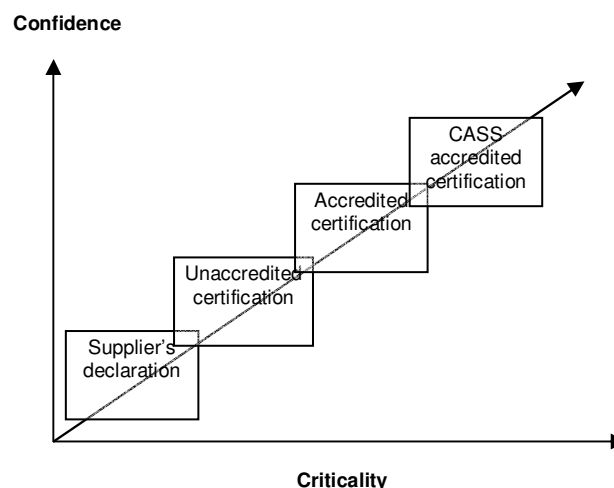 Confidence
CASS
accredited
certification
Accredited
certification
Unaccredited
certification
Supplier's
declaration
Criticality